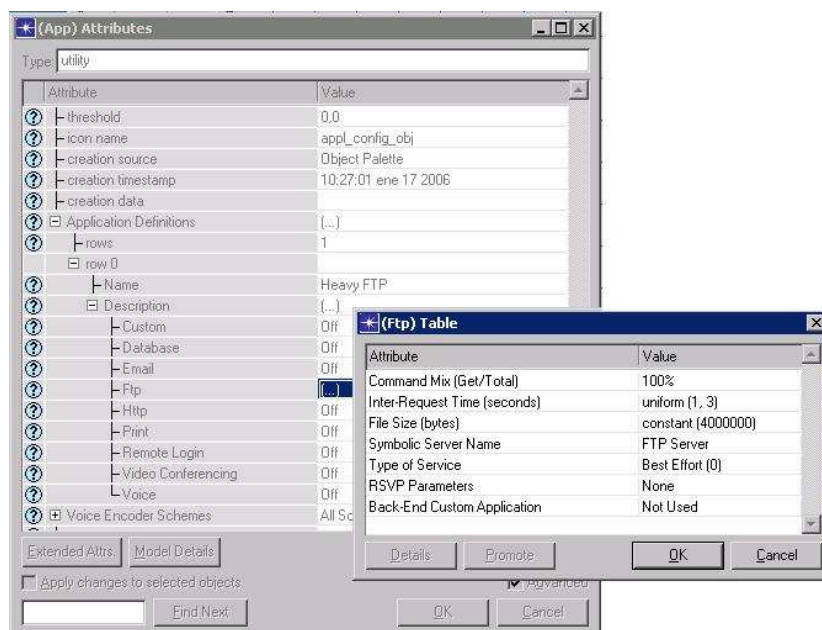 (App) Attributes
Type: utility
Attribute Value
threshold 0,0
icon name appl_config_obj
creation source Object Palette
creation timestamp 10:27:01 ene 17 2006
creation data
Application Definitions (...)
rows 1
row 0
Name Heavy FTP
Description (...)
Custom Off
Database Off
Email Off
Ftp (...)
Http Off
Print Off
Remote Login Off
Video Conferencing Off
Voice Off
Voice Encoder Schemes All Sc
Extended Attrs. Model Details
Apply changes to selected objects Advanced
Find Next OK Cancel
(Ftp) Table
Attribute Value
Command Mix (Get/Total) 100%
Inter-Request Time (seconds) uniform (1, 3)
File Size (bytes) constant (4000000)
Symbolic Server Name FTP Server
Type of Service Best Effort (0)
RSVP Parameters None
Back-End Custom Application Not Used
Details Promote OK Cancel